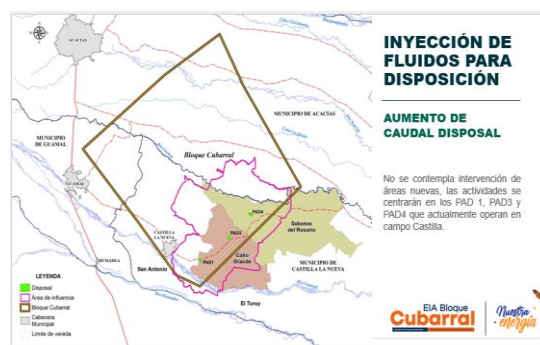 ACACÍAS
MUNICIPIO DE ACACÍAS
MUNICIPIO
DE GUAMAL
Bloque Cubarral
GUAMAL
PAD4
CASTILLA
LA NUEVA
PAD3
Sabanas
del Rosario
HUMADEA
San Antonio
PAD1
Caño
Grande
MUNICIPIO DE
CASTILLA LA NUEVA
El Turuy
LEYENDA
Disposal
Área de influencia
Bloque Cubarral
Cabecera
Municipal
Límite de vereda
INYECCIÓN DE
FLUIDOS PARA
DISPOSICIÓN
AUMENTO DE
CAUDAL DISPOSAL
No se contempla intervención de
áreas nuevas, las actividades se
centrarán en los PAD 1, PAD3 y
PAD4 que actualmente operan en
campo Castilla.
EIA Bloque
Cubarral
Nuestra
energía